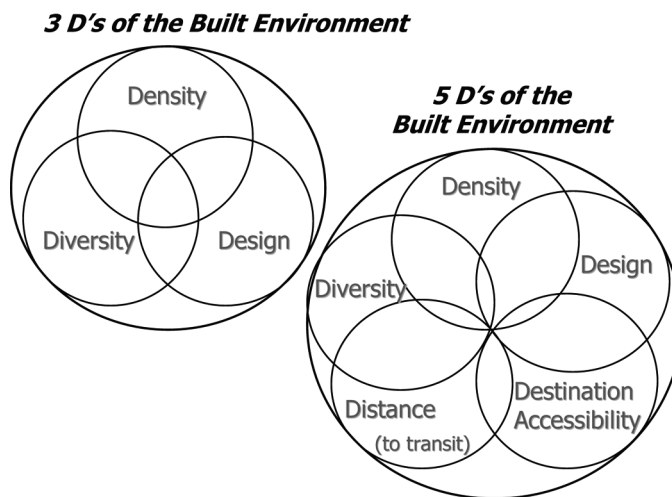 3 D's of the Built Environment
Density
Diversity
Design
5 D's of the
Built Environment
Density
Design
Diversity
Distance
(to transit)
Destination
Accessibility